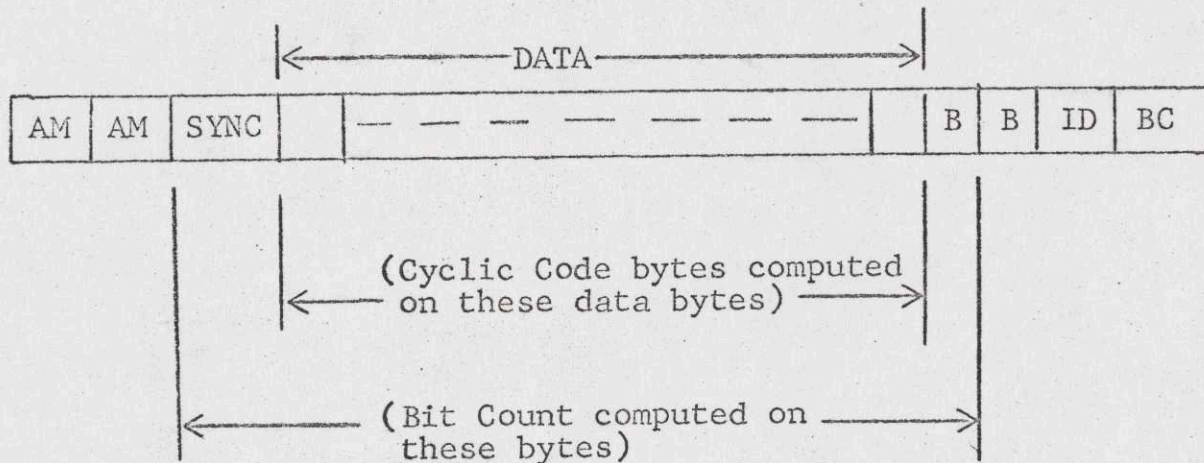 DATA
AM AM SYNC B B ID BC
(Cyclic Code bytes computed
on these data bytes)
(Bit Count computed on
these bytes)